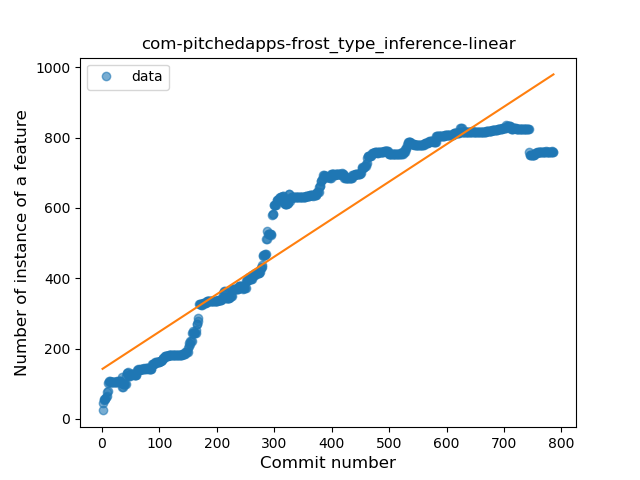 com-pitchedapps-frost_type_inference-linear
data
Number of instance of a feature
1000
800
600
400
200
0
0 100 200 300 400 500 600 700 800
Commit number